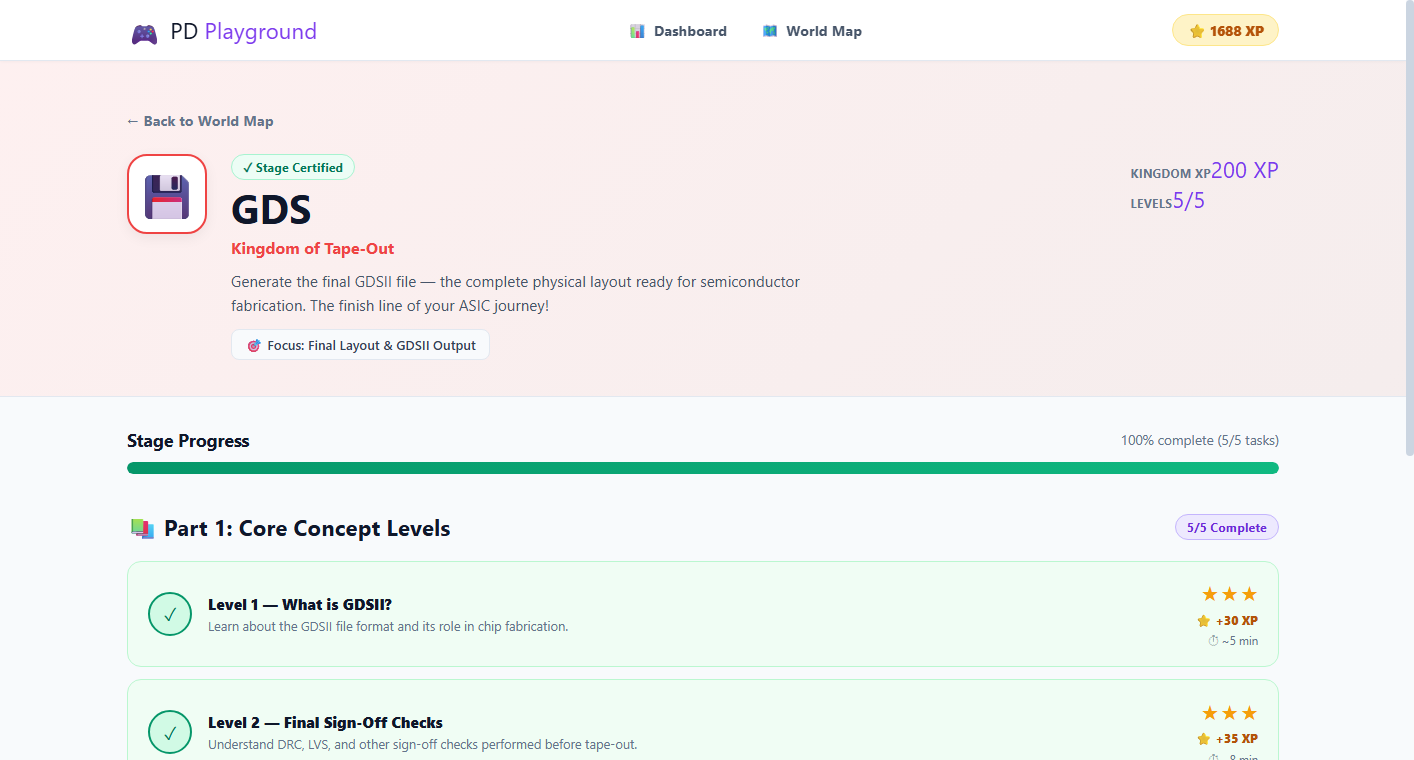 PD Playground
Dashboard
World Map
1688 XP
← Back to World Map
✓ Stage Certified
GDS
Kingdom of Tape-Out
Generate the final GDSII file — the complete physical layout ready for semiconductor
fabrication. The finish line of your ASIC journey!
Focus: Final Layout & GDSII Output
KINGDOM XP200 XP
LEVELS5/5
Stage Progress
100% complete (5/5 tasks)
Part 1: Core Concept Levels
5/5 Complete
Level 1 — What is GDSII?
Learn about the GDSII file format and its role in chip fabrication.
+30 XP
~5 min
Level 2 — Final Sign-Off Checks
Understand DRC, LVS, and other sign-off checks performed before tape-out.
+35 XP